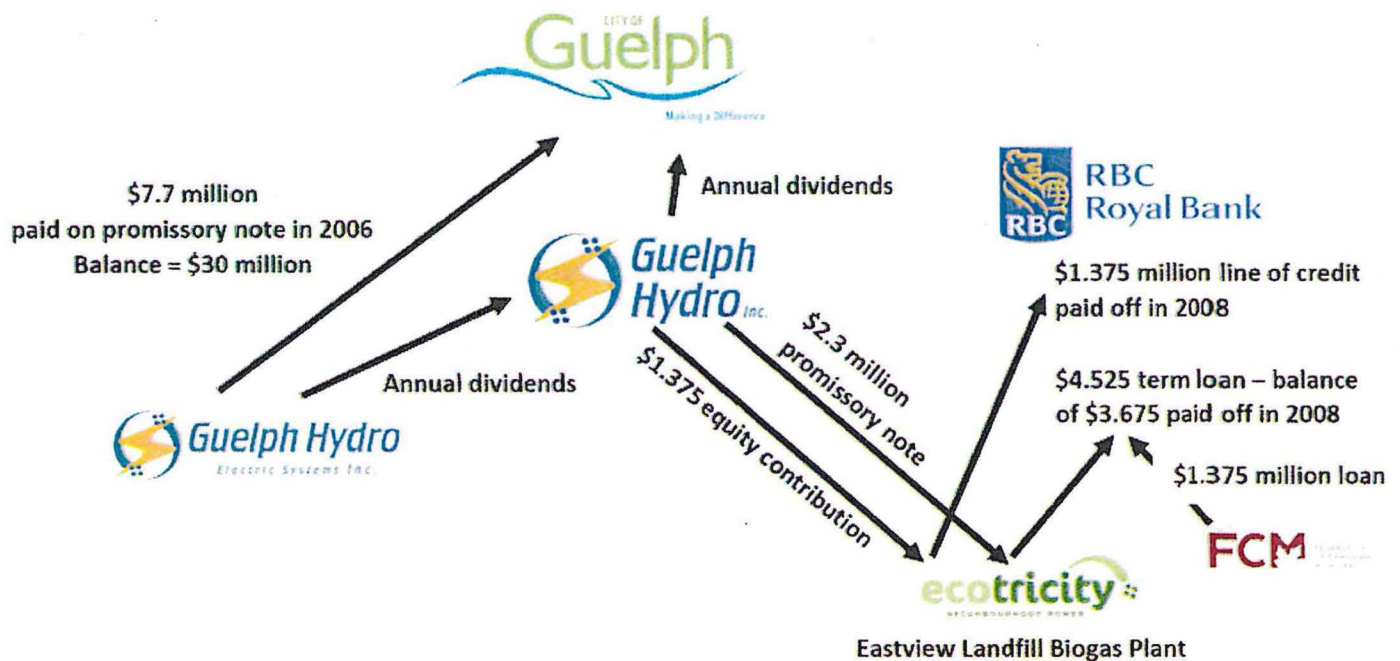 CITY OF
Guelph
Making a Difference
$7.7 million
paid on promissory note in 2006
Balance = $30 million
Annual dividends
RBC
RBC
Royal Bank
Guelph
Hydro Inc.
$1.375 million line of credit
paid off in 2008
Annual dividends
$2.3 million
promissory note
$1.375 equity contribution
$4.525 term loan – balance
of $3.675 paid off in 2008
Guelph Hydro
Electric Systems Inc.
$1.375 million loan
FCM
ecotricity
NEIGHBOURHOOD POWER
Eastview Landfill Biogas Plant